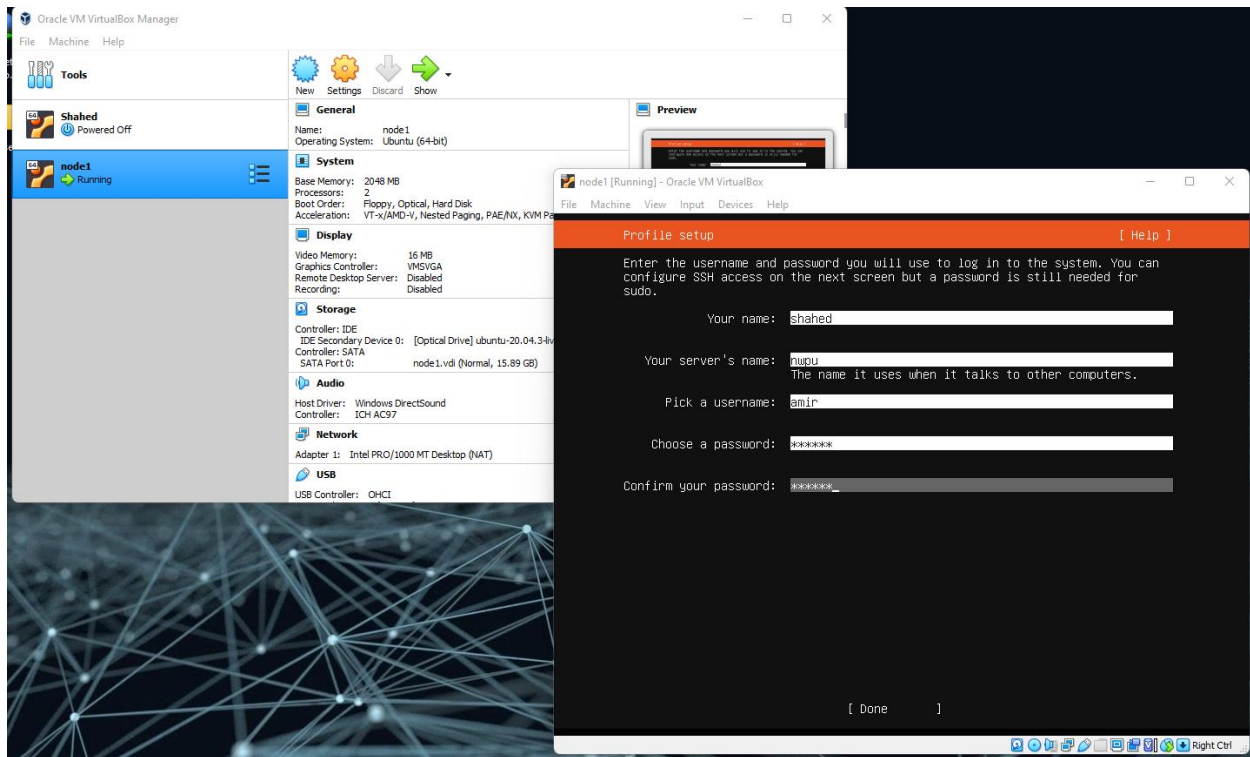 Oracle VM VirtualBox Manager
File Machine Help
Tools
New Settings Discard Show
Shahed
Powered Off
node1
Running
General
Name: node1
Operating System: Ubuntu (64-bit)
System
Base Memory: 2048 MB
Processors: 2
Boot Order: Floppy, Optical, Hard Disk
Acceleration: VT-x/AMD-V, Nested Paging, PAE/NX, KVM Pa
Display
Video Memory: 16 MB
Graphics Controller: VMSVGA
Remote Desktop Server: Disabled
Recording: Disabled
Storage
Controller: IDE
IDE Secondary Device 0: [Optical Drive] ubuntu-20.04.3-liv
Controller: SATA
SATA Port 0: node1.vdi (Normal, 15.89 GB)
Audio
Host Driver: Windows DirectSound
Controller: ICH AC97
Network
Adapter 1: Intel PRO/1000 MT Desktop (NAT)
USB
USB Controller: OHCI
Preview
node1 [Running] - Oracle VM VirtualBox
File Machine View Input Devices Help
Profile setup [ Help ]
Enter the username and password you will use to log in to the system. You can
configure SSH access on the next screen but a password is still needed for
sudo.
Your name: shahed
Your server's name: nwpu
The name it uses when it talks to other computers.
Pick a username: amir
Choose a password: ******
Confirm your password: ******_
[ Done ]
Right Ctrl